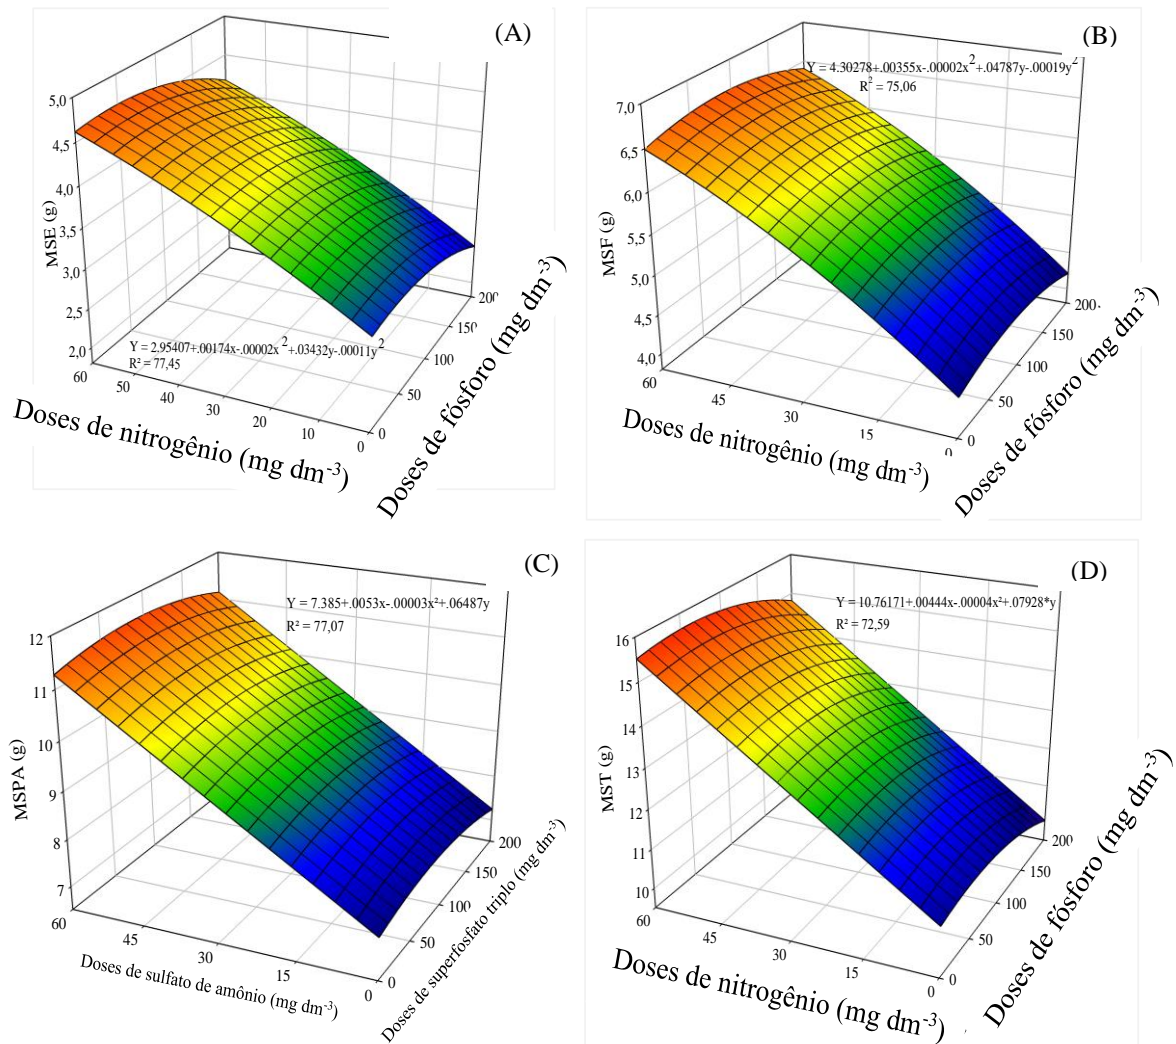 (A)
5,0
4,5
4,0
3,5
3,0
2,5
2,0
MSE (g)
Y = 2.95407+.00174x-.00002x²+.03432y-.00011y²
R² = 77,45
60
50
40
30
20
10
0
0
50
100
150
200
Doses de nitrogênio (mg dm⁻³)
Doses de fósforo (mg dm⁻³)
(B)
Y = 4.30278+.00355x-.00002x²+.04787y-.00019y²
R² = 75,06
7,0
6,5
6,0
5,5
5,0
4,5
4,0
MSF (g)
60
45
30
15
0
0
50
100
150
200
Doses de nitrogênio (mg dm⁻³)
Doses de fósforo (mg dm⁻³)
(C)
Y = 7.385+.0053x-.00003x²+.06487y
R² = 77,07
12
11
10
9
8
7
MSPA (g)
60
45
30
15
0
0
50
100
150
200
Doses de sulfato de amônio (mg dm⁻³)
Doses de superfosfato triplo (mg dm⁻³)
(D)
Y = 10.76171+.00444x-.00004x²+.07928*y
R² = 72,59
16
15
14
13
12
11
10
MST (g)
60
45
30
15
0
0
50
100
150
200
Doses de nitrogênio (mg dm⁻³)
Doses de fósforo (mg dm⁻³)